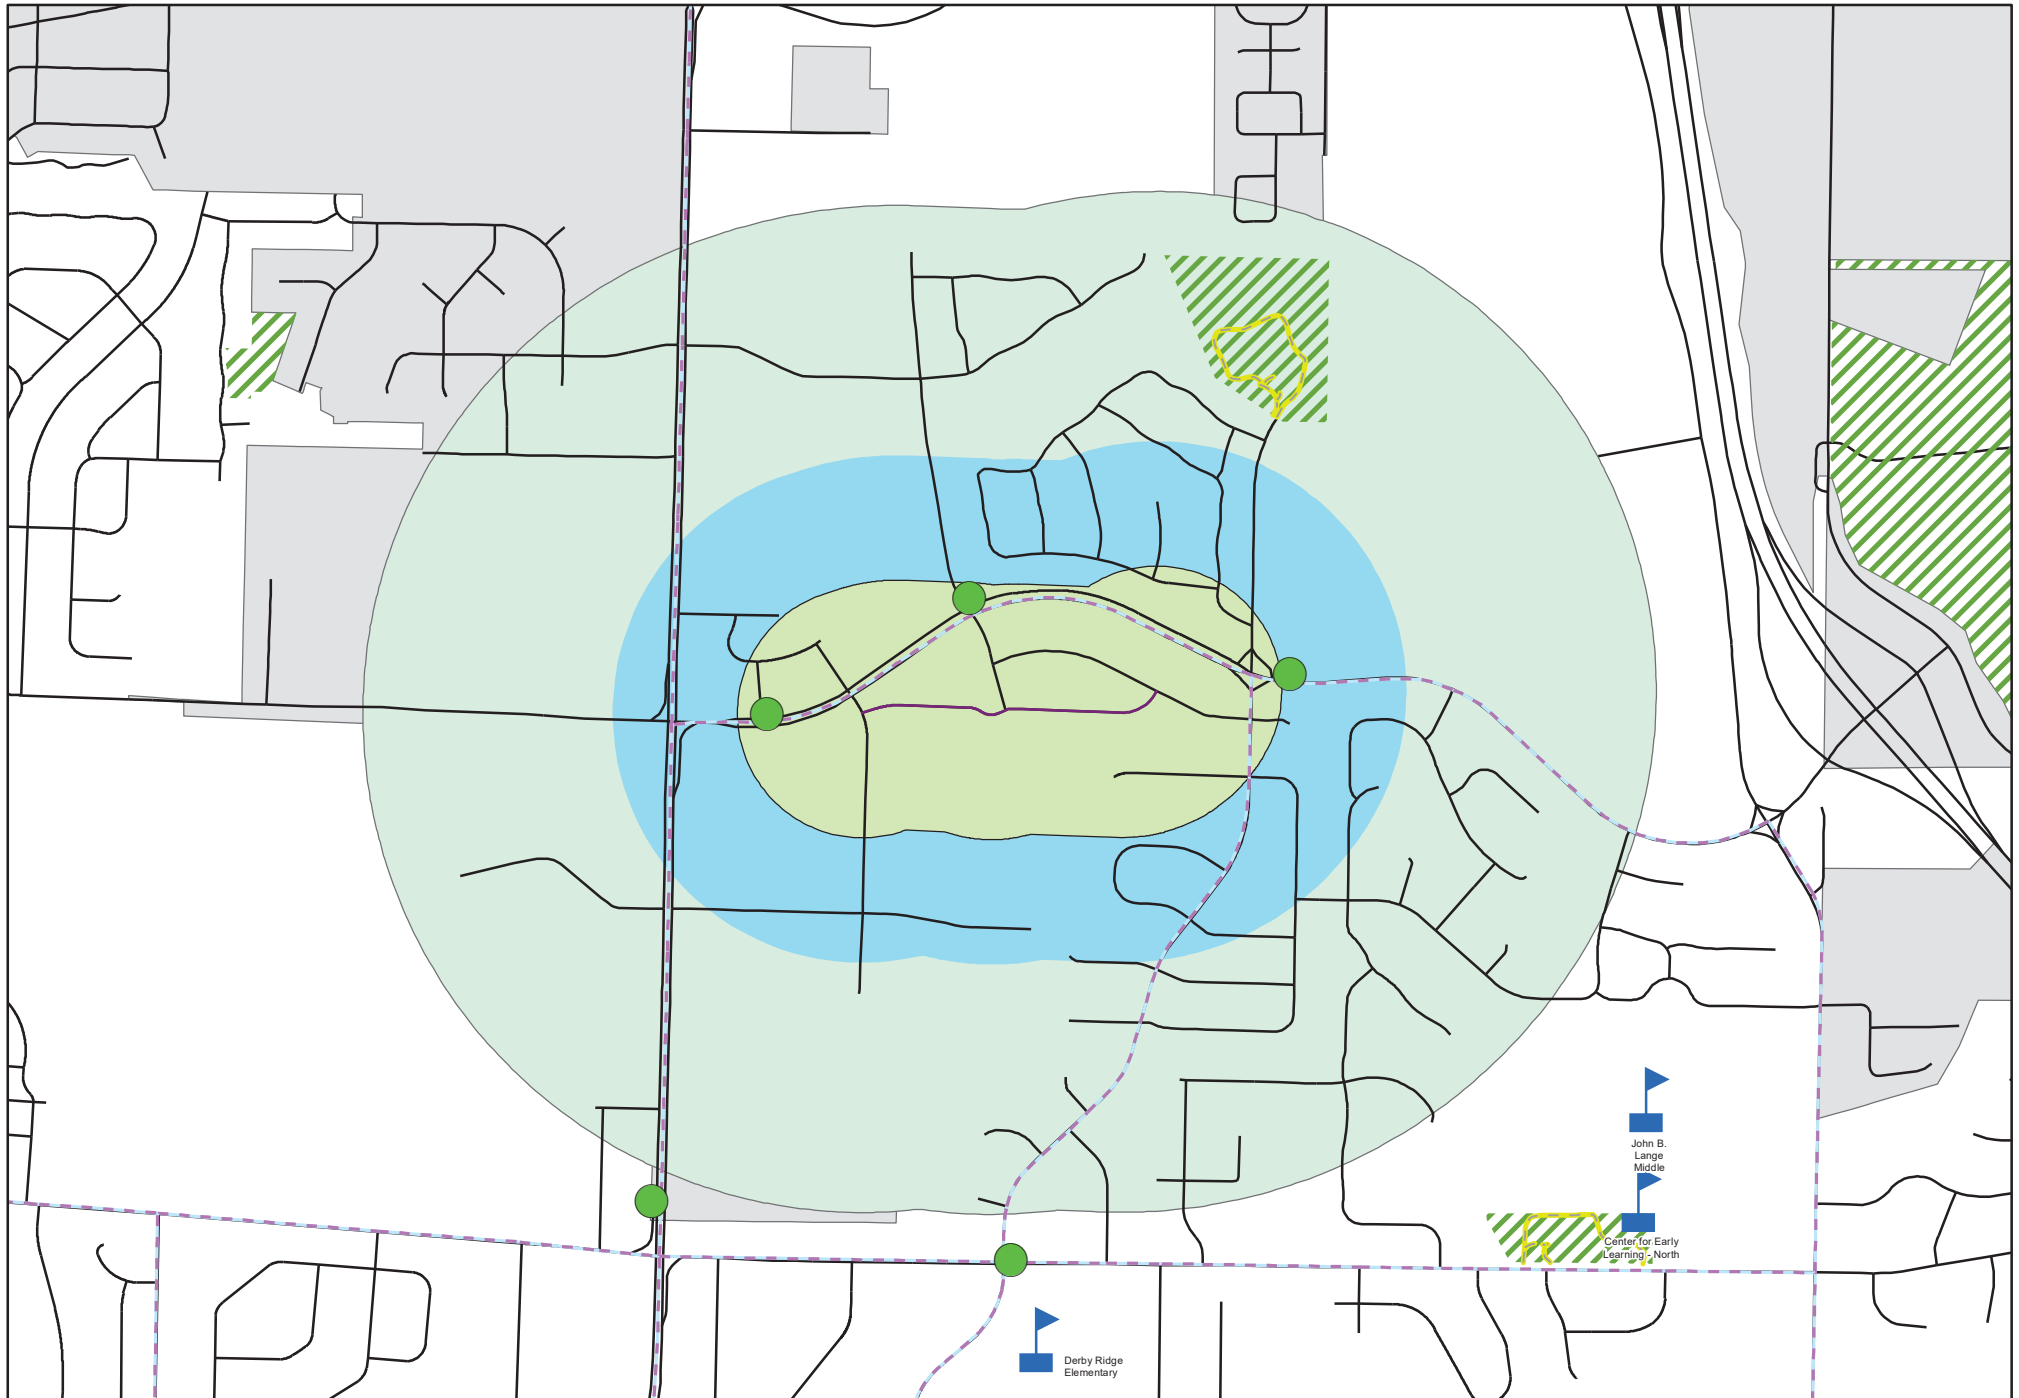 John B.
Lange
Middle
Center for Early
Learning - North
Derby Ridge
Elementary